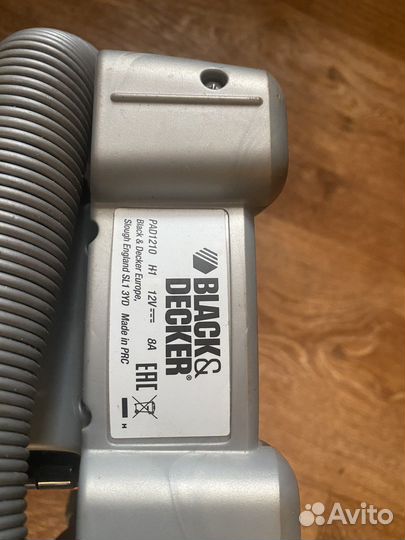 BLACK&
DECKER®
PAD1210 H1 12V 8A
Black & Decker Europe,
Slough England SL1 3YD Made in PRC
EAC
H
Avito